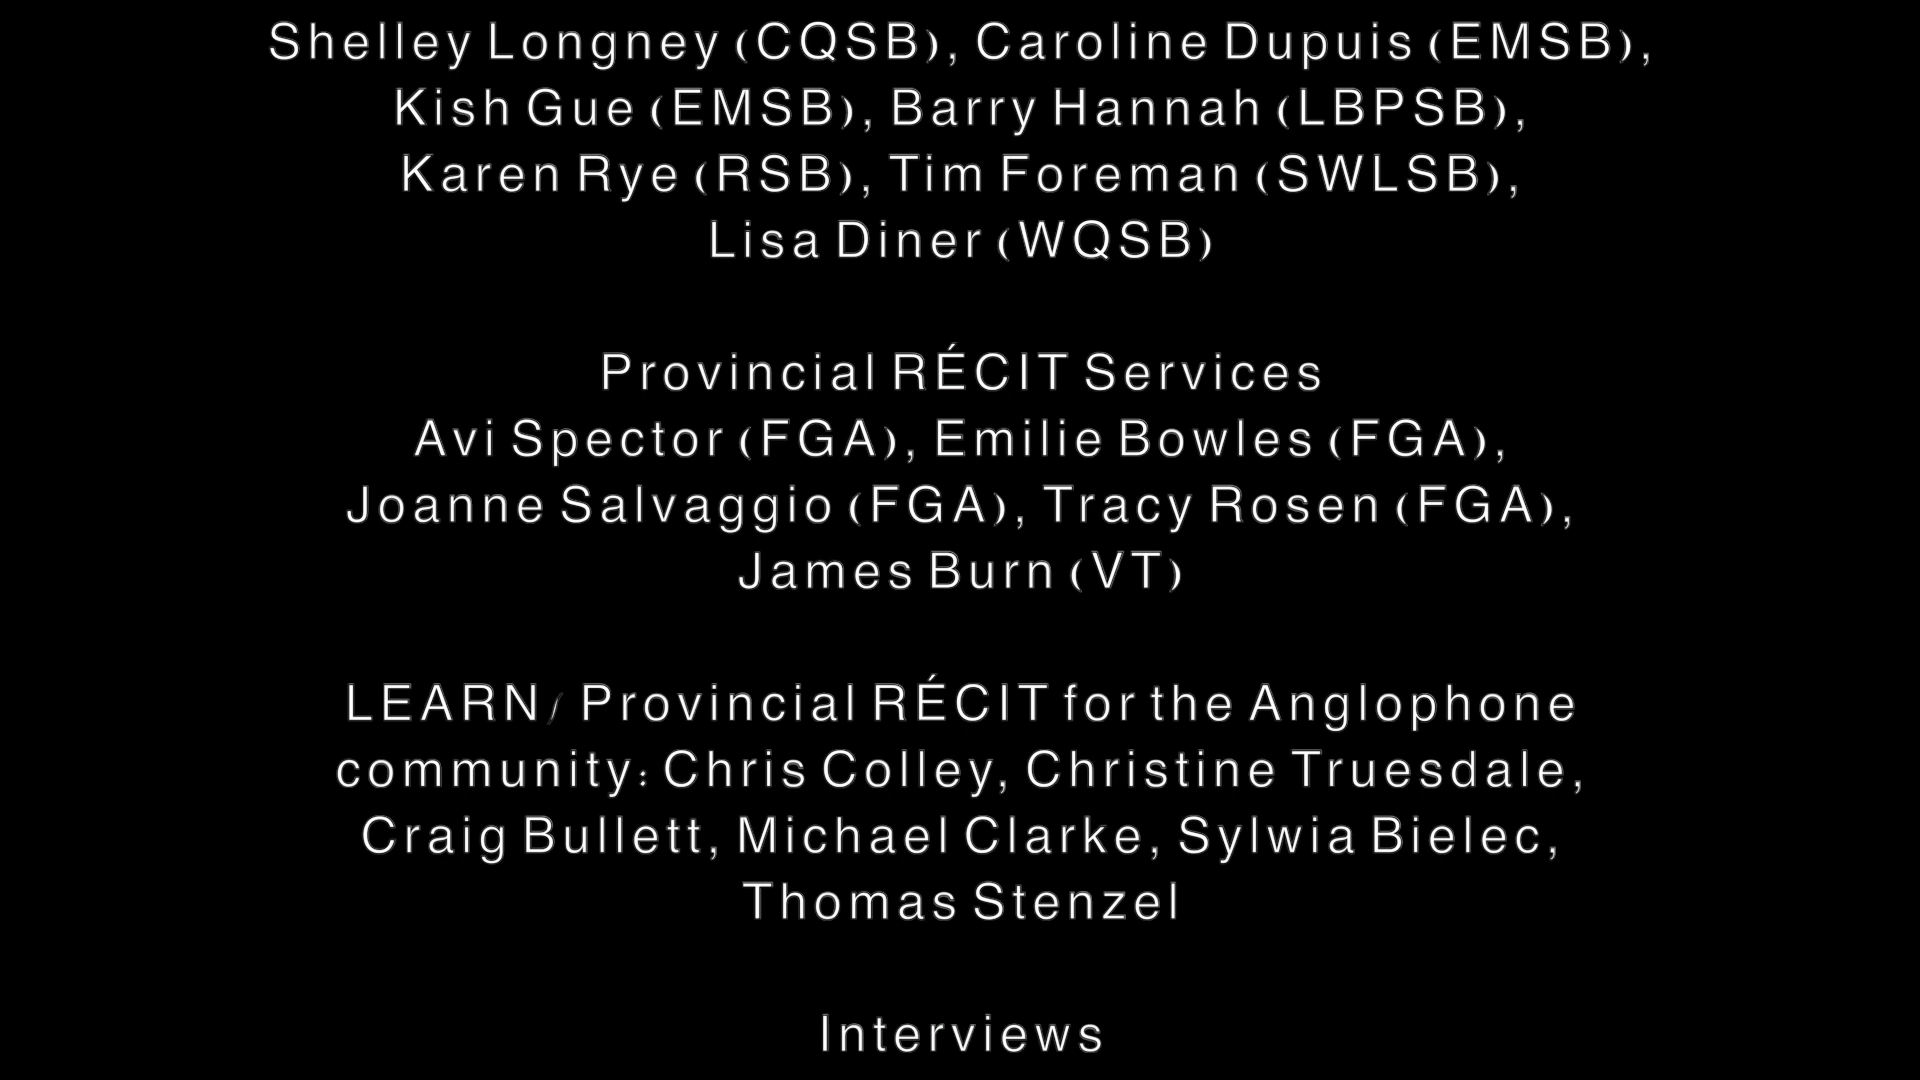 Shelley Longney (CQSB), Caroline Dupuis (EMSB),
Kish Gue (EMSB), Barry Hannah (LBPSB),
Karen Rye (RSB), Tim Foreman (SWLSB),
Lisa Diner (WQSB)
Provincial RÉCIT Services
Avi Spector (FGA), Emilie Bowles (FGA),
Joanne Salvaggio (FGA), Tracy Rosen (FGA),
James Burn (VT)
LEARN/ Provincial RÉCIT for the Anglophone
community: Chris Colley, Christine Truesdale,
Craig Bullett, Michael Clarke, Sylwia Bielec,
Thomas Stenzel
Interviews